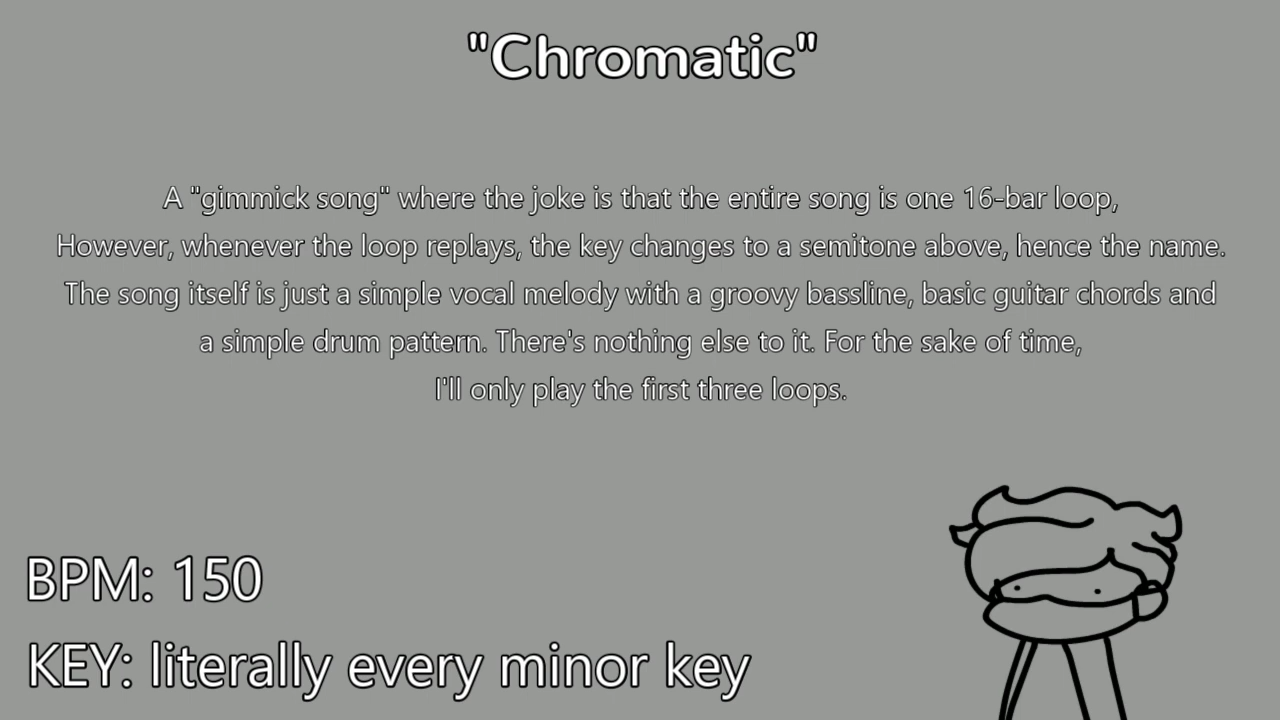 "Chromatic"
A "gimmick song" where the joke is that the entire song is one 16-bar loop,
However, whenever the loop replays, the key changes to a semitone above, hence the name.
The song itself is just a simple vocal melody with a groovy bassline, basic guitar chords and
a simple drum pattern. There's nothing else to it. For the sake of time,
I'll only play the first three loops.
BPM: 150
KEY: literally every minor key